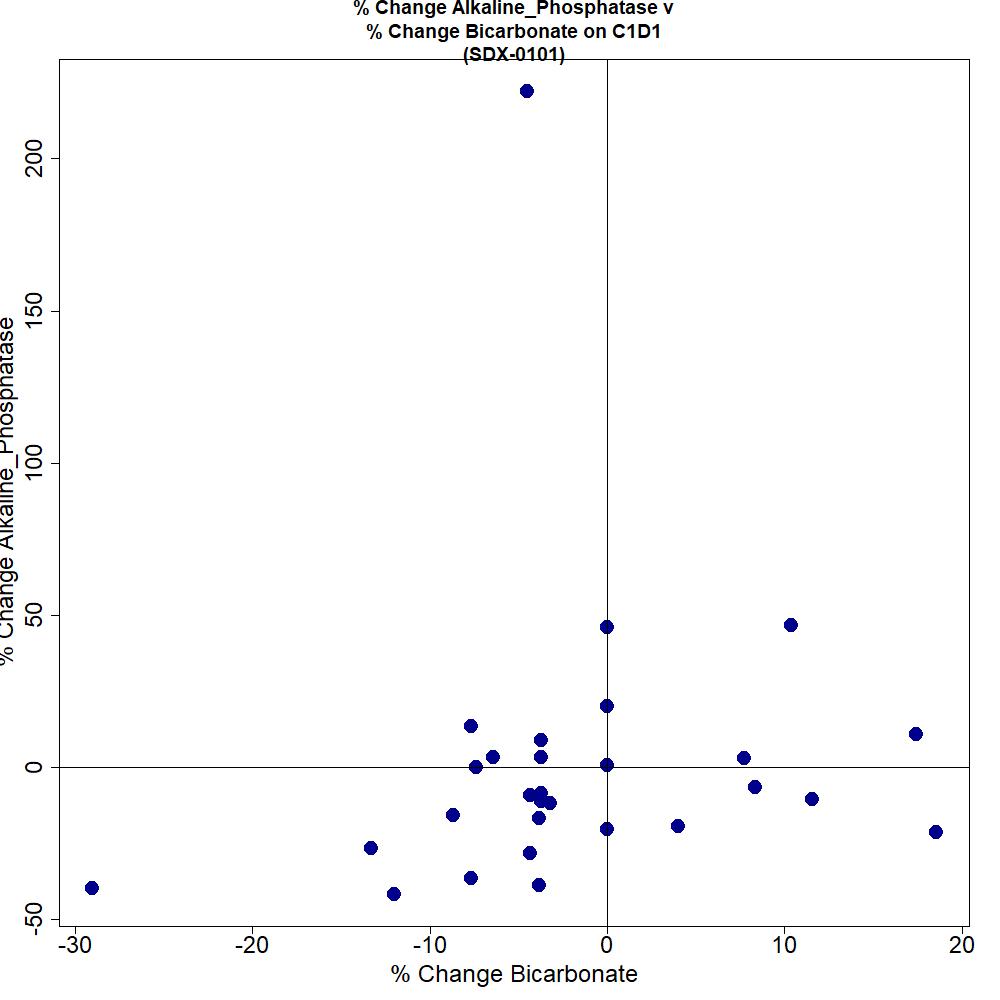 % Change Alkaline_Phosphatase v
% Change Bicarbonate on C1D1
(SDX-0101)
% Change Alkaline_Phosphatase
200
150
100
50
0
-50
-30
-20
-10
0
10
20
% Change Bicarbonate